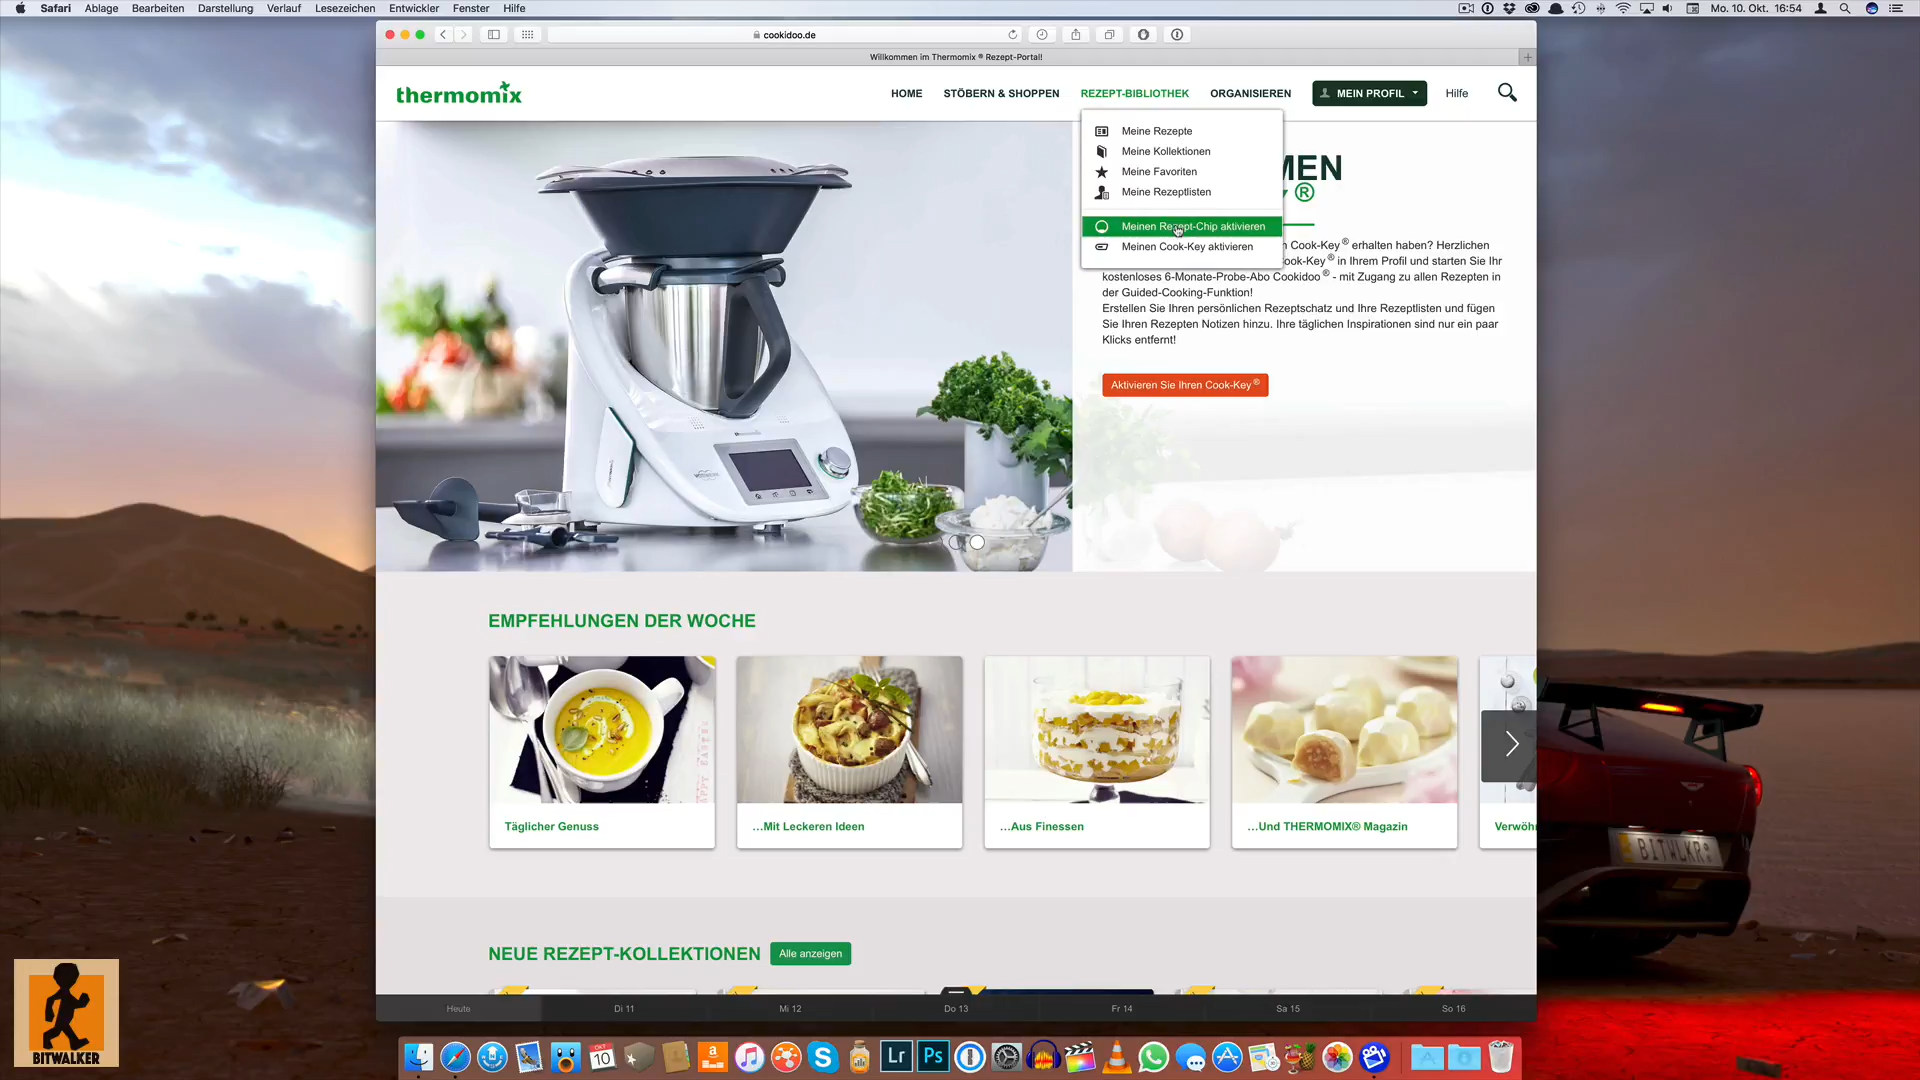 Safari Ablage Bearbeiten Darstellung Verlauf Lesezeichen Entwickler Fenster Hilfe
Mo. 10. Okt. 16:54
cookidoo.de
Willkommen im Thermomix ® Rezept-Portal!
thermomix
HOME STÖBERN & SHOPPEN REZEPT-BIBLIOTHEK ORGANISIEREN MEIN PROFIL Hilfe
Meine Rezepte
Meine Kollektionen
Meine Favoriten
Meine Rezeptlisten
Meinen Rezept-Chip aktivieren
Meinen Cook-Key aktivieren
MEN
®
Cook-Key® erhalten haben? Herzlichen
ook-Key® in Ihrem Profil und starten Sie Ihr
kostenloses 6-Monate-Probe-Abo Cookidoo® - mit Zugang zu allen Rezepten in
der Guided-Cooking-Funktion!
Erstellen Sie Ihren persönlichen Rezeptschatz und Ihre Rezeptlisten und fügen
Sie Ihren Rezepten Notizen hinzu. Ihre täglichen Inspirationen sind nur ein paar
Klicks entfernt!
Aktivieren Sie Ihren Cook-Key®
EMPFEHLUNGEN DER WOCHE
Täglicher Genuss
...Mit Leckeren Ideen
...Aus Finessen
...Und THERMOMIX® Magazin
Verwöhn
BITWLKR
NEUE REZEPT-KOLLEKTIONEN Alle anzeigen
Heute Di 11 Mi 12 Do 13 Fr 14 Sa 15 So 16
BITWALKER
OKT
10
a
S
Lr
Ps